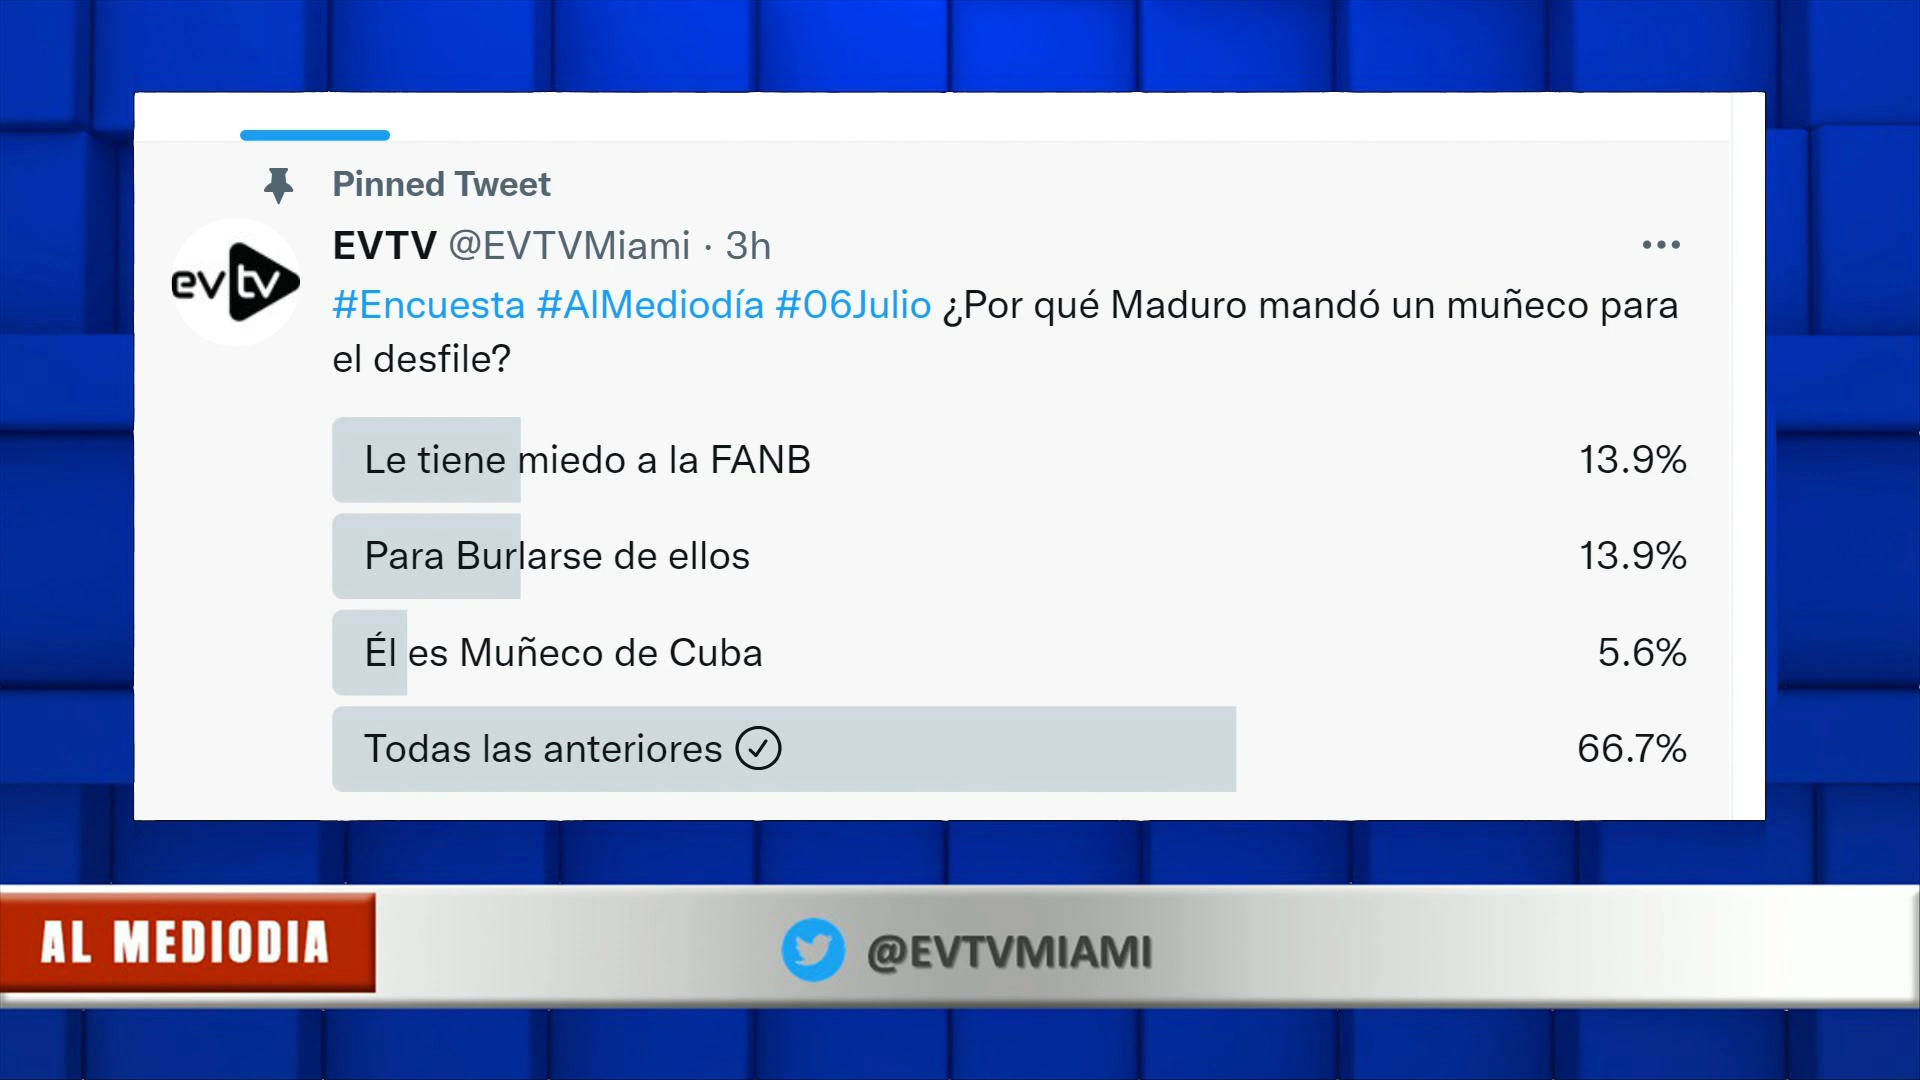 Pinned Tweet
EVTV @EVTVMiami · 3h
evtv
#Encuesta #AlMediodía #06Julio ¿Por qué Maduro mandó un muñeco para
el desfile?
Le tiene miedo a la FANB 13.9%
Para Burlarse de ellos 13.9%
Él es Muñeco de Cuba 5.6%
Todas las anteriores 66.7%
AL MEDIODIA
@EVTVMIAMI